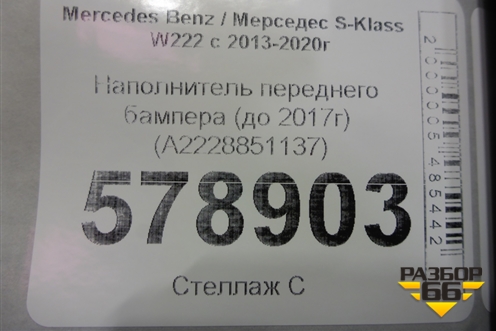 Mercedes Benz / Мерседес S-Klass
W222 с 2013-2020г
Наполнитель переднего
бампера (до 2017г)
(A2228851137)
578903
Стеллаж С
2000005485442
РАЗБОР
66